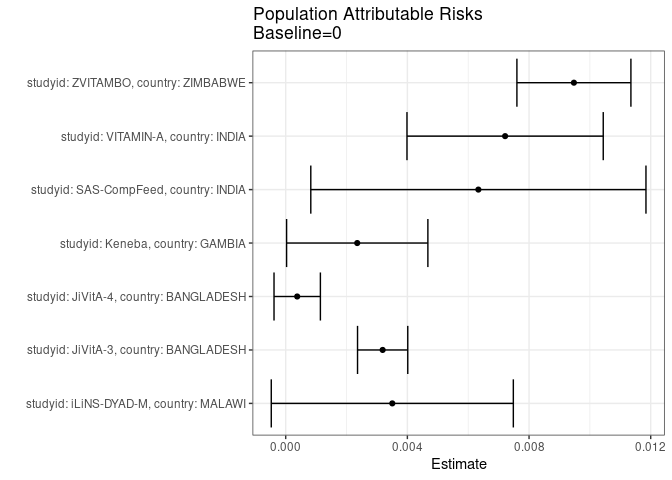 Population Attributable Risks
Baseline=0
studyid: ZVITAMBO, country: ZIMBABWE
studyid: VITAMIN-A, country: INDIA
studyid: SAS-CompFeed, country: INDIA
studyid: Keneba, country: GAMBIA
studyid: JiVitA-4, country: BANGLADESH
studyid: JiVitA-3, country: BANGLADESH
studyid: iLiNS-DYAD-M, country: MALAWI
0.000 0.004 0.008 0.012
Estimate